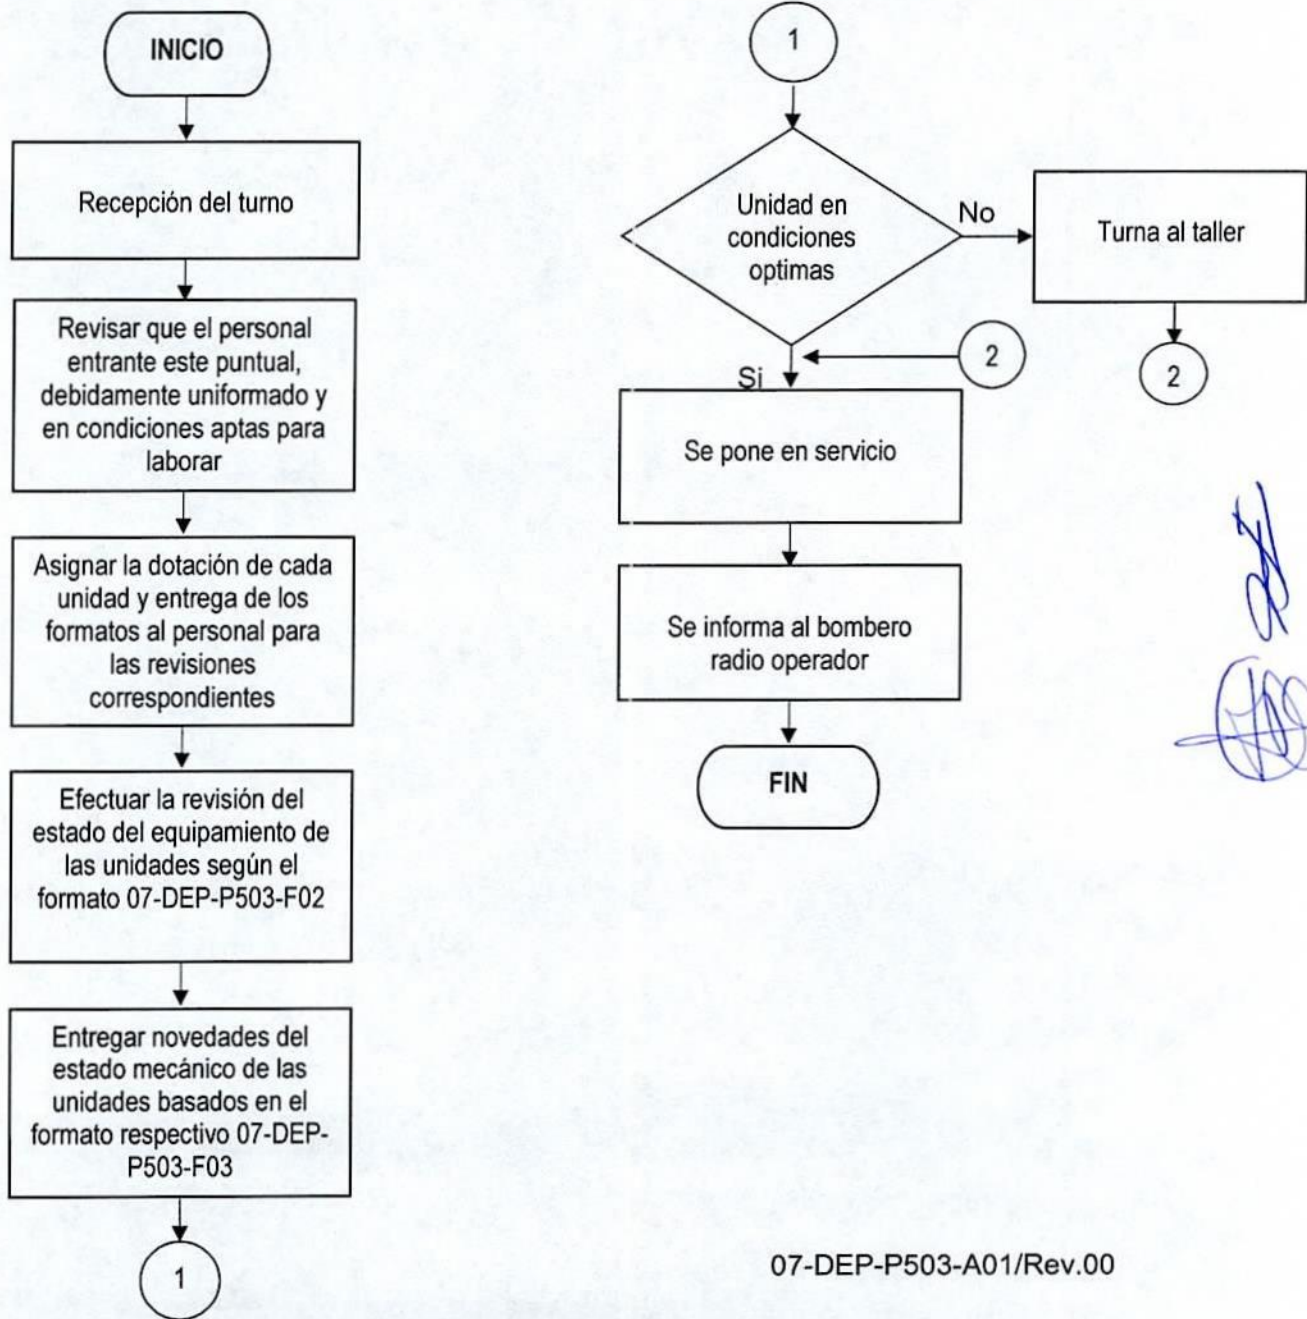 INICIO
Recepción del turno
Revisar que el personal
entrante este puntual,
debidamente uniformado y
en condiciones aptas para
laborar
Asignar la dotación de cada
unidad y entrega de los
formatos al personal para
las revisiones
correspondientes
Efectuar la revisión del
estado del equipamiento de
las unidades según el
formato 07-DEP-P503-F02
Entregar novedades del
estado mecánico de las
unidades basados en el
formato respectivo 07-DEP-
P503-F03
1
1
Unidad en
condiciones
optimas
No
Turna al taller
2
2
Si
Se pone en servicio
Se informa al bombero
radio operador
FIN
07-DEP-P503-A01/Rev.00